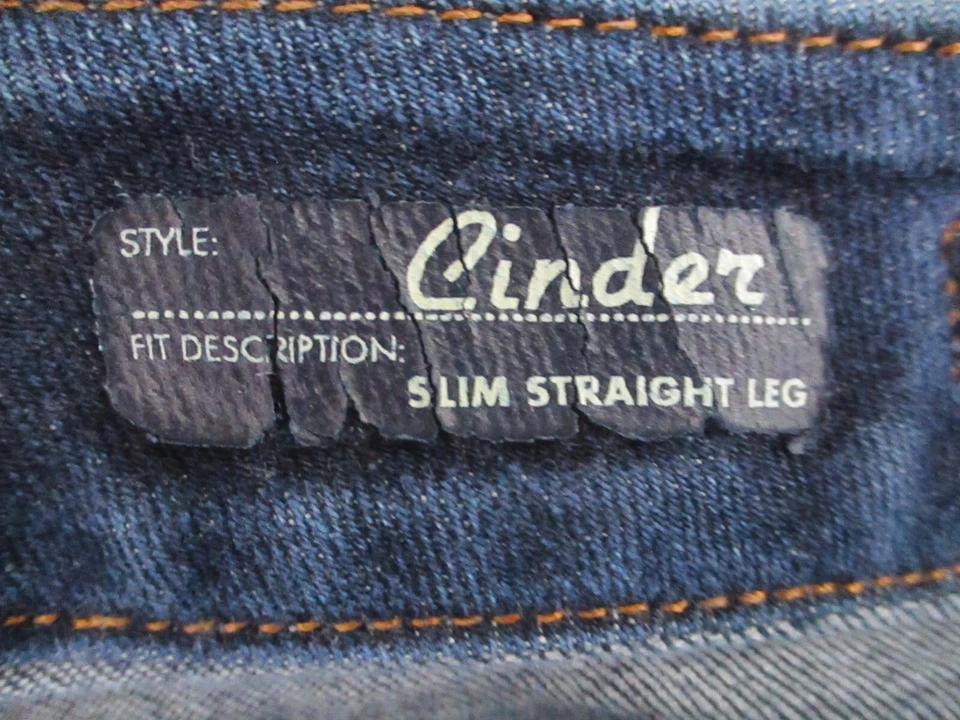 STYLE: Cinder
FIT DESCRIPTION:
SLIM STRAIGHT LEG